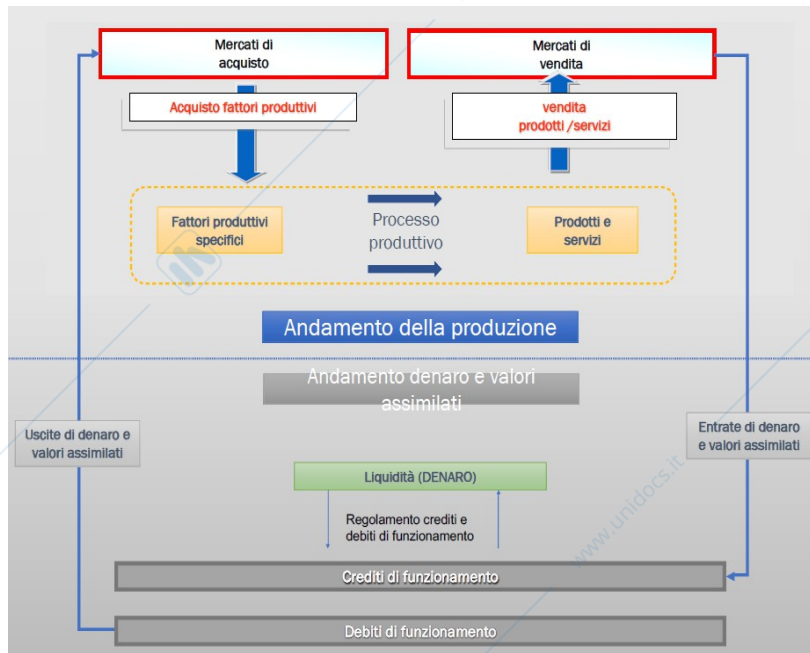 Mercati di
acquisto
Mercati di
vendita
Acquisto fattori produttivi
vendita
prodotti /servizi
Fattori produttivi
specifici
Processo
produttivo
Prodotti e
servizi
Andamento della produzione
Andamento denaro e valori
assimilati
Uscite di denaro e
valori assimilati
Entrate di denaro
e valori assimilati
Liquidità (DENARO)
Regolamento crediti e
debiti di funzionamento
www.unidocs.it
Crediti di funzionamento
Debiti di funzionamento